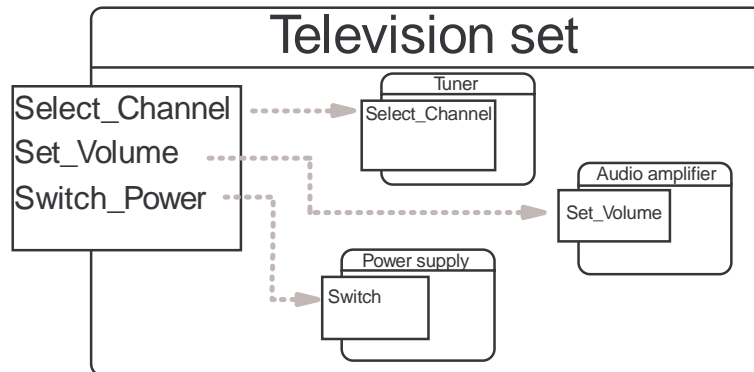 Television set
Tuner
Select_Channel
Select_Channel
Set_Volume
Audio amplifier
Switch_Power
Set_Volume
Power supply
Switch